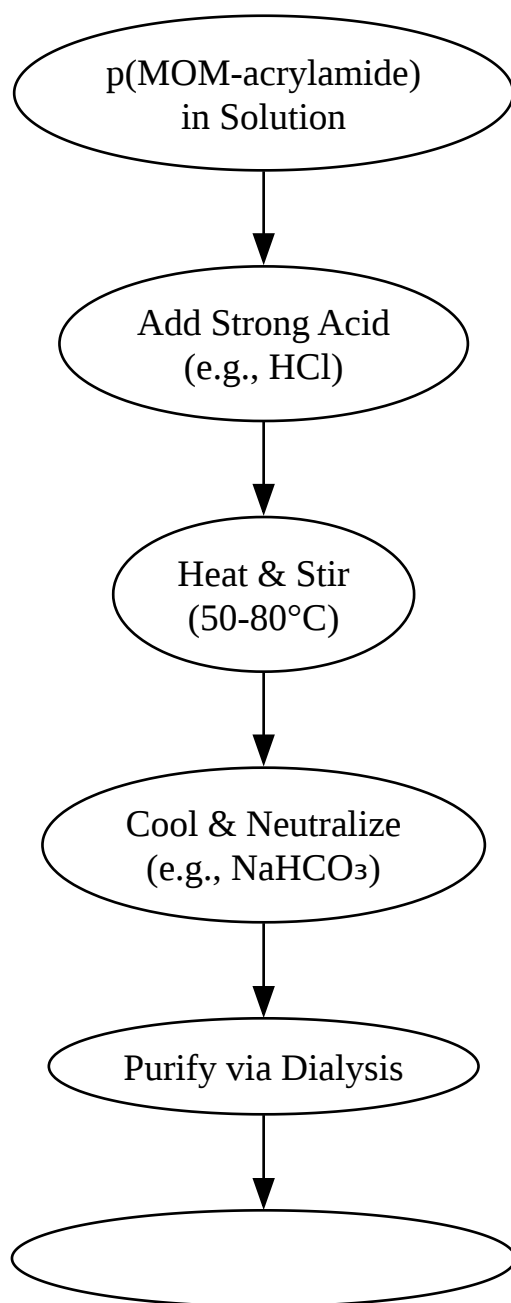 p(MOM-acrylamide)
in Solution
Add Strong Acid
(e.g., HCl)
Heat & Stir
(50-80°C)
Cool & Neutralize
(e.g., NaHCO₃)
Purify via Dialysis